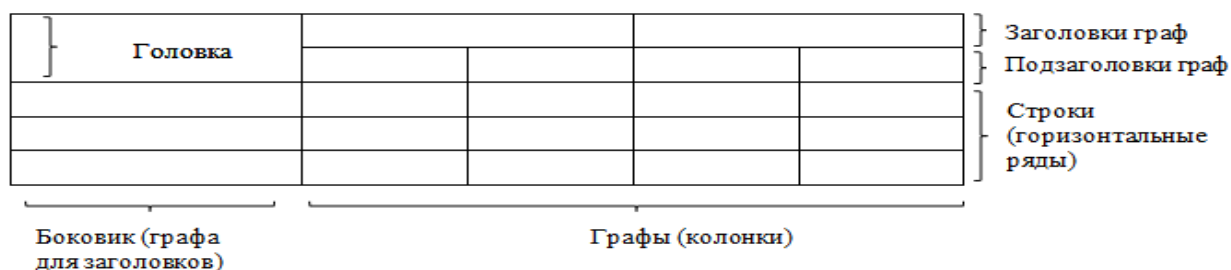 Головка
Заголовки граф
Подзаголовки граф
Строки
(горизонтальные
ряды)
Боковик (графа
для заголовков)
Графы (колонки)